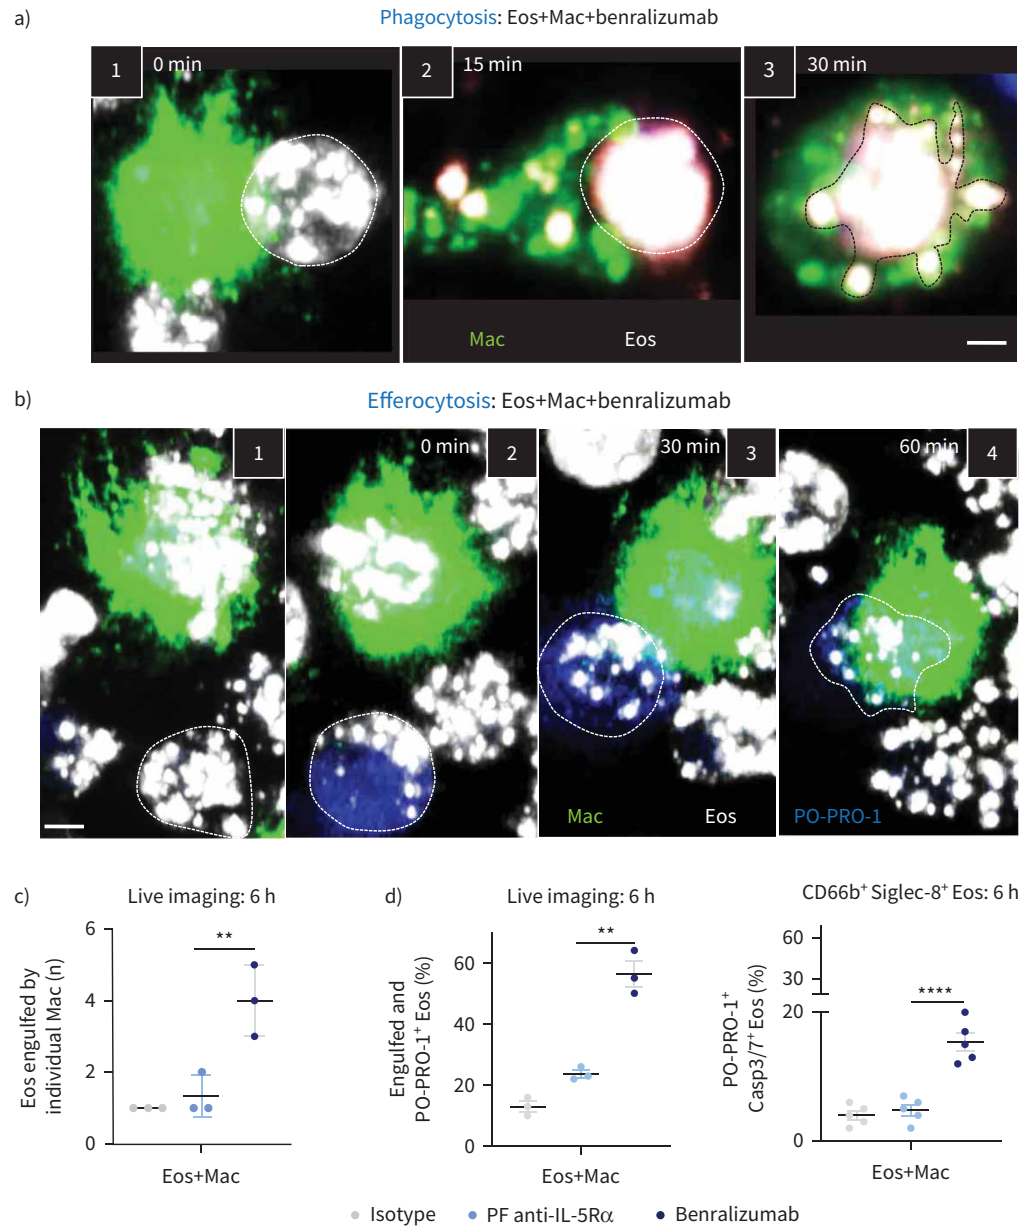 a)
Phagocytosis: Eos+Mac+benralizumab
1 0 min
2 15 min
3 30 min
Mac Eos
b)
Efferocytosis: Eos+Mac+benralizumab
1
0 min 2
30 min 3
60 min 4
Mac Eos PO-PRO-1
c)
Live imaging: 6 h
Eos engulfed by
individual Mac (n)
6
4
2
0
**
Eos+Mac
d)
Live imaging: 6 h
Engulfed and
PO-PRO-1+ Eos (%)
60
40
20
0
**
Eos+Mac
CD66b+ Siglec-8+ Eos: 6 h
PO-PRO-1+
Casp3/7+ Eos (%)
60
30
20
0
****
Eos+Mac
Isotype PF anti-IL-5Rα Benralizumab